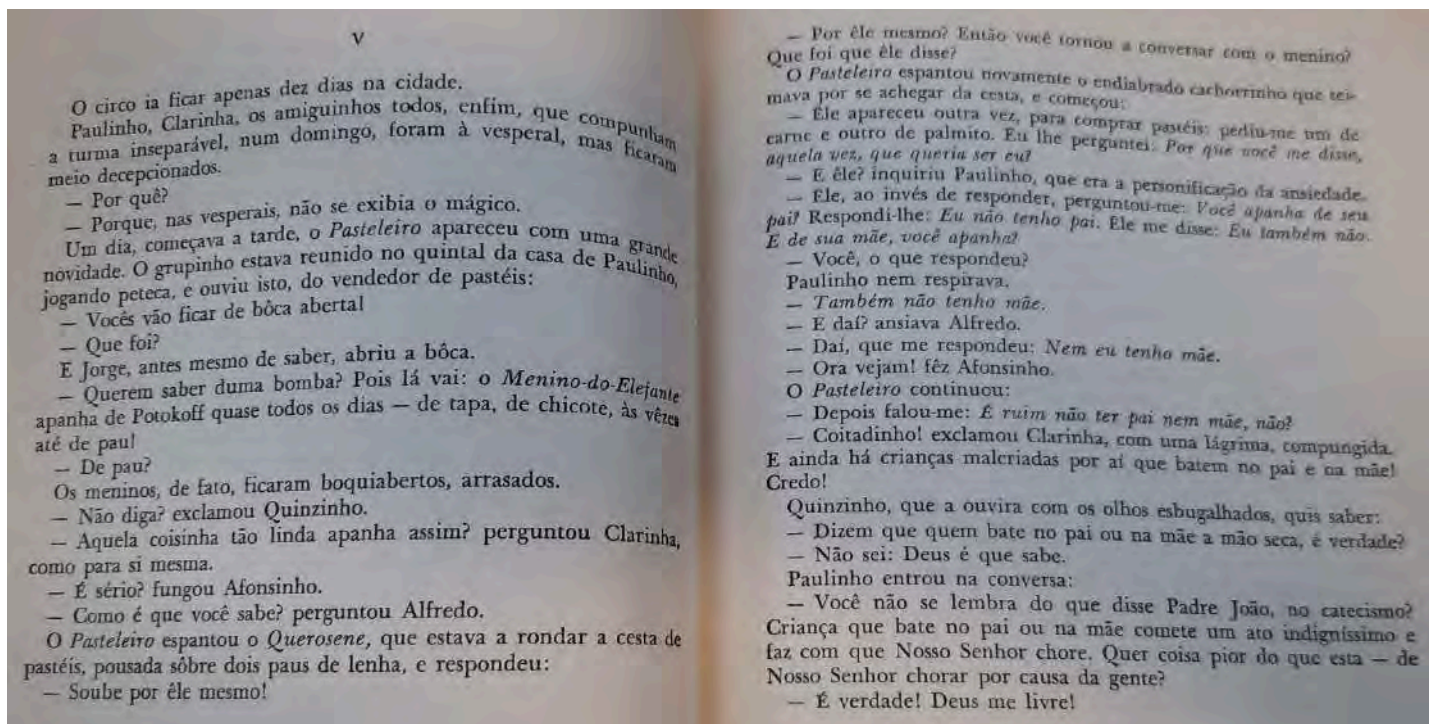 V
O circo ia ficar apenas dez dias na cidade.
Paulinho, Clarinha, os amiguinhos todos, enfim, que compunham
a turma inseparável, num domingo, foram à vesperal, mas ficaram
meio decepcionados.
— Por quê?
— Porque, nas vesperais, não se exibia o mágico.
Um dia, começava a tarde, o Pasteleiro apareceu com uma grande
novidade. O grupinho estava reunido no quintal da casa de Paulinho,
jogando peteca, e ouviu isto, do vendedor de pastéis:
— Vocês vão ficar de bôca aberta!
— Que foi?
E Jorge, antes mesmo de saber, abriu a bôca.
— Querem saber duma bomba? Pois lá vai: o Menino-do-Elefante
apanha de Potokoff quase todos os dias — de tapa, de chicote, às vêzes
até de pau!
— De pau?
Os meninos, de fato, ficaram boquiabertos, arrasados.
— Não diga? exclamou Quinzinho.
— Aquela coisinha tão linda apanha assim? perguntou Clarinha,
como para si mesma.
— É sério? fungou Afonsinho.
— Como é que você sabe? perguntou Alfredo.
O Pasteleiro espantou o Querosene, que estava a rondar a cesta de
pastéis, pousada sôbre dois paus de lenha, e respondeu:
— Soube por êle mesmo!
— Por êle mesmo? Então você tornou a conversar com o menino?
Que foi que êle disse?
O Pasteleiro espantou novamente o endiabrado cachorrinho que tei-
mava por se achegar da cesta, e começou:
— Ele apareceu outra vez, para comprar pastéis: pediu-me um de
carne e outro de palmito. Eu lhe perguntei: Por que você me disse,
aquela vez, que queria ser eu?
— E êle? inquiriu Paulinho, que era a personificação da ansiedade.
— Ele, ao invés de responder, perguntou-me: Você apanha de seu
pai? Respondi-lhe: Eu não tenho pai. Ele me disse: Eu também não.
E de sua mãe, você apanha?
— Você, o que respondeu?
Paulinho nem respirava.
— Também não tenho mãe.
— E daí? ansiava Alfredo.
— Daí, que me respondeu: Nem eu tenho mãe.
— Ora vejam! fêz Afonsinho.
O Pasteleiro continuou:
— Depois falou-me: É ruim não ter pai nem mãe, não?
— Coitadinho! exclamou Clarinha, com uma lágrima, compungida.
E ainda há crianças malcriadas por aí que batem no pai e na mãe!
Credo!
Quinzinho, que a ouvira com os olhos esbugalhados, quis saber:
— Dizem que quem bate no pai ou na mãe a mão seca, é verdade?
— Não sei: Deus é que sabe.
Paulinho entrou na conversa:
— Você não se lembra do que disse Padre João, no catecismo?
Criança que bate no pai ou na mãe comete um ato indigníssimo e
faz com que Nosso Senhor chore. Quer coisa pior do que esta — de
Nosso Senhor chorar por causa da gente?
— É verdade! Deus me livre!